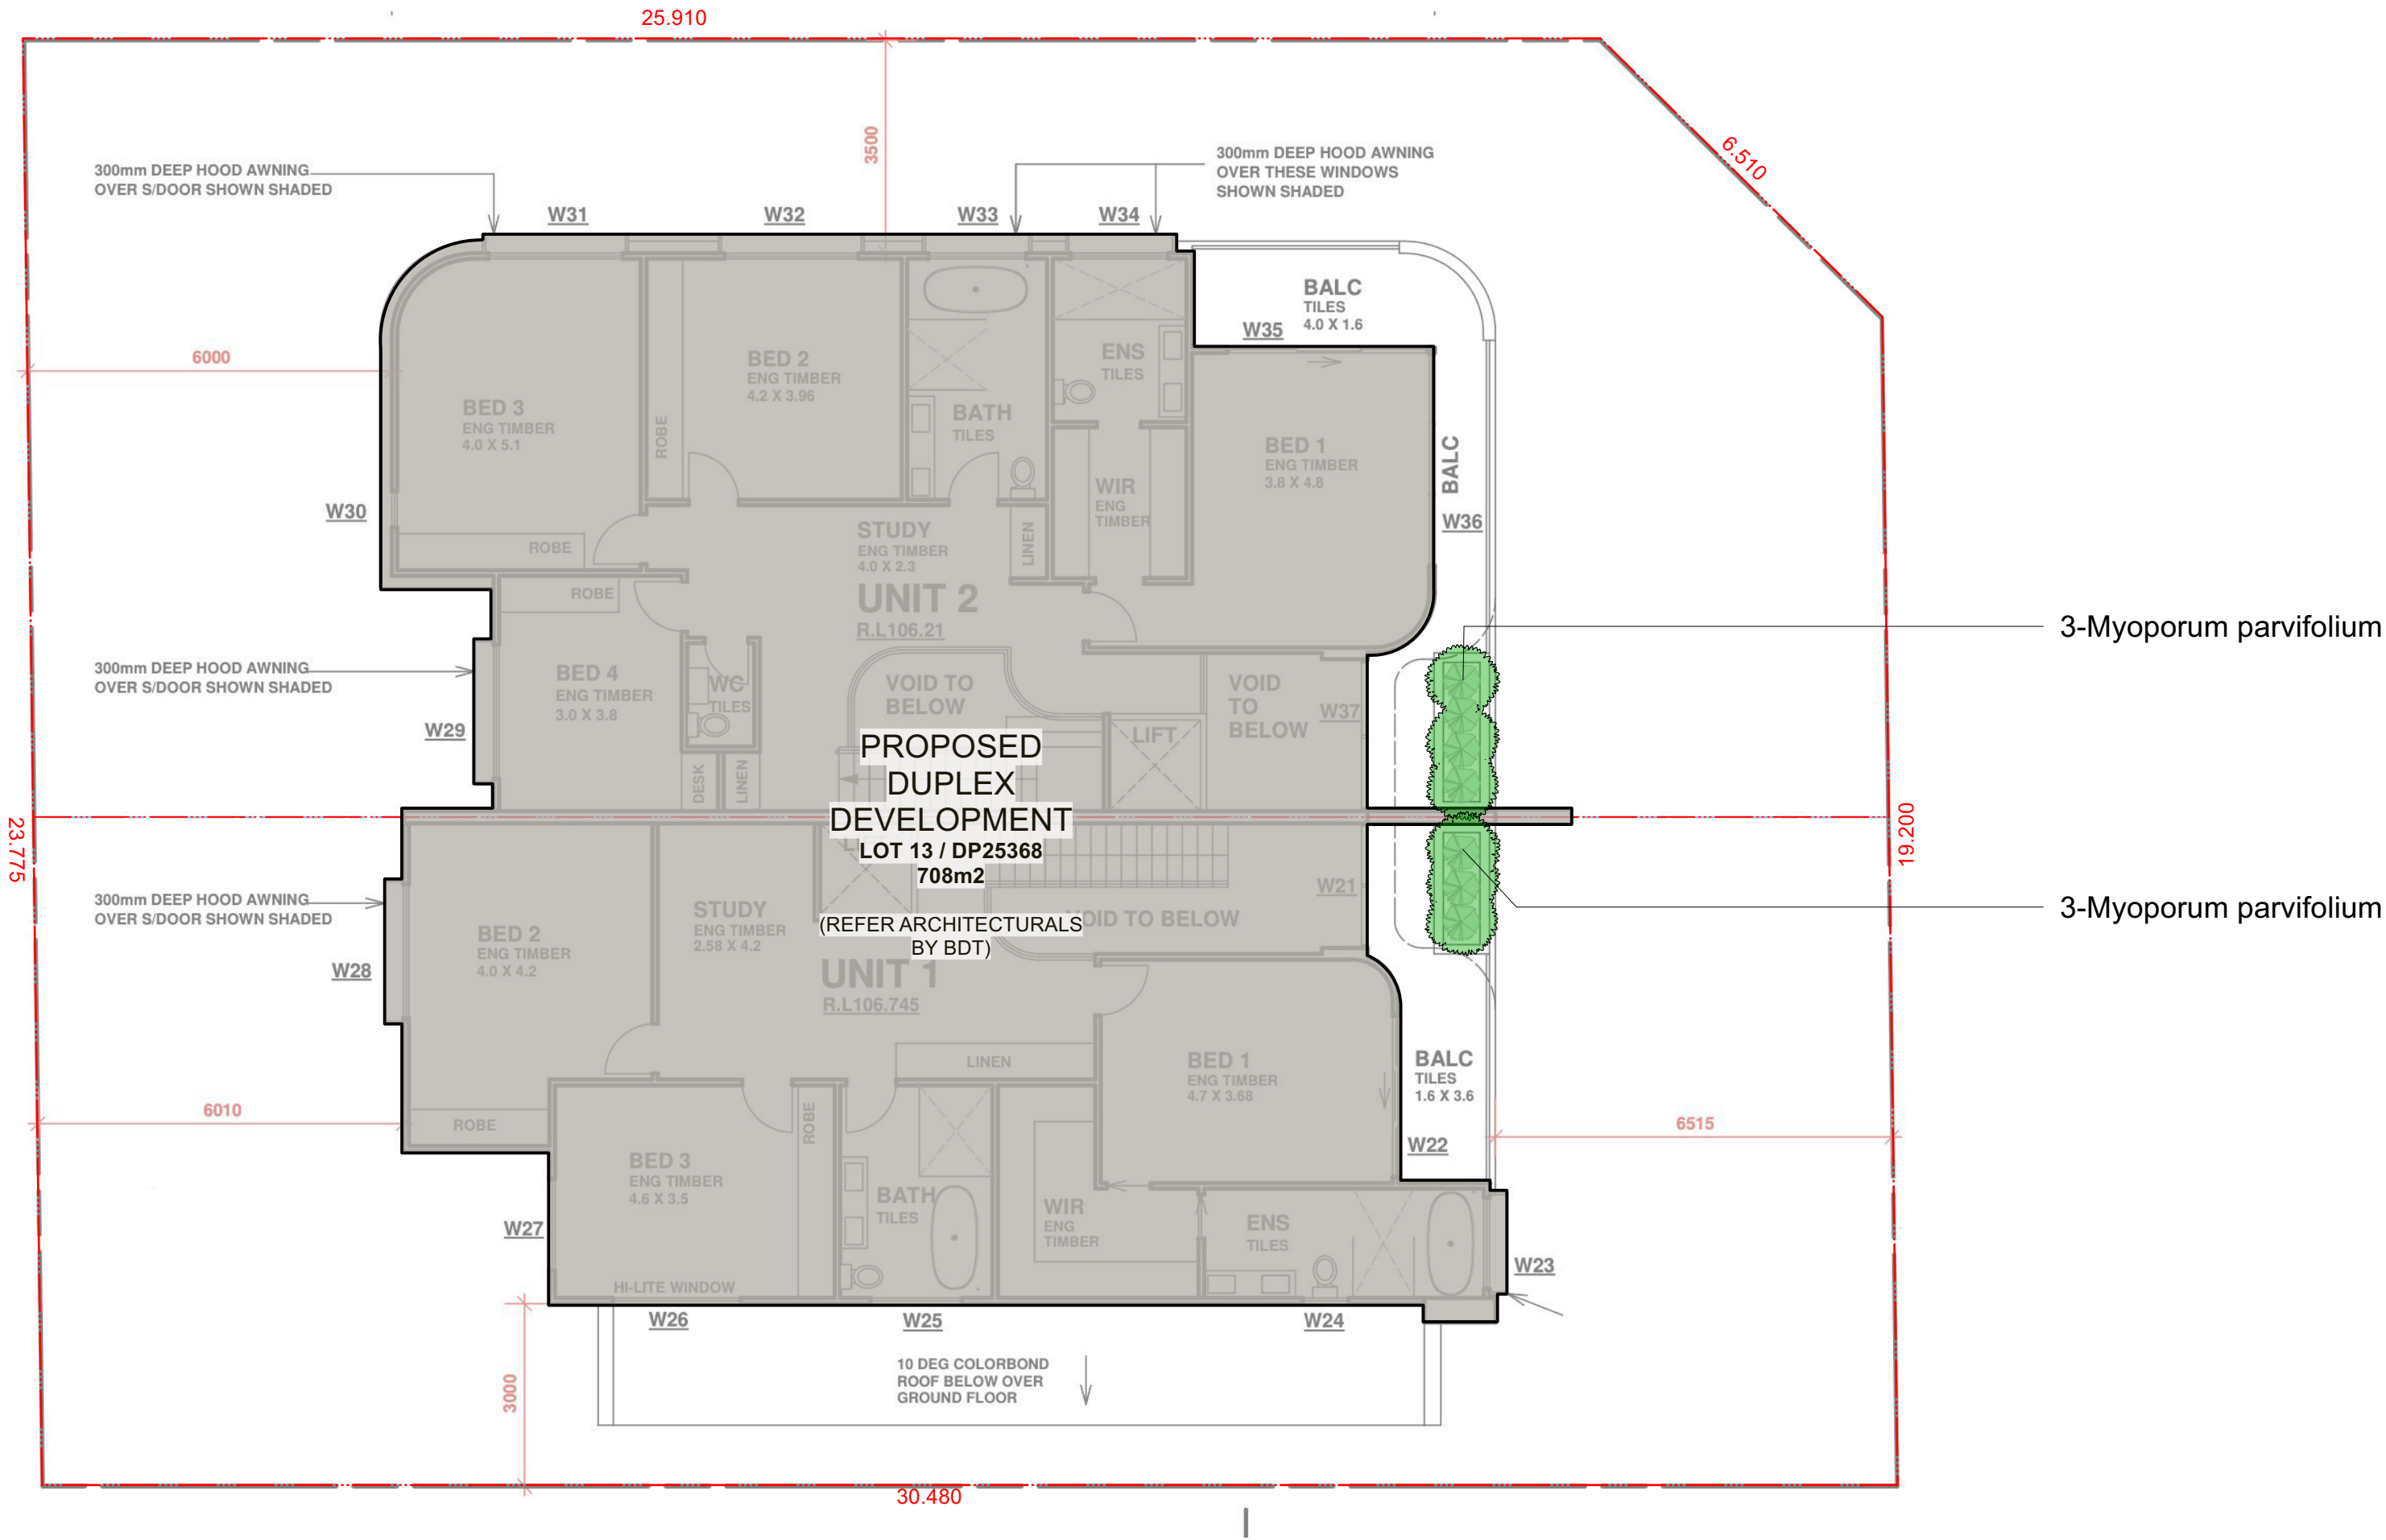 25.910
3500
6.510
300mm DEEP HOOD AWNING
OVER S/DOOR SHOWN SHADED
300mm DEEP HOOD AWNING
OVER THESE WINDOWS
SHOWN SHADED
W31
W32
W33
W34
BALC
TILES
4.0 X 1.6
W35
6000
BED 3
ENG TIMBER
4.0 X 5.1
ROBE
BED 2
ENG TIMBER
4.2 X 3.96
BATH
TILES
ENS
TILES
WIR
ENG
TIMBER
BED 1
ENG TIMBER
3.8 X 4.8
BALC
W36
W30
ROBE
STUDY
ENG TIMBER
4.0 X 2.3
LINEN
UNIT 2
R.L106.21
ROBE
3-Myoporum parvifolium
300mm DEEP HOOD AWNING
OVER S/DOOR SHOWN SHADED
W29
BED 4
ENG TIMBER
3.0 X 3.8
WC
TILES
VOID TO
BELOW
VOID
TO
BELOW
W37
LIFT
DESK
LINEN
PROPOSED
DUPLEX
DEVELOPMENT
LOT 13 / DP25368
708m2
(REFER ARCHITECTURALS
BY BDT)
23.775
19.200
300mm DEEP HOOD AWNING
OVER S/DOOR SHOWN SHADED
W28
BED 2
ENG TIMBER
4.0 X 4.2
STUDY
ENG TIMBER
2.58 X 4.2
W21
VOID TO BELOW
3-Myoporum parvifolium
UNIT 1
R.L106.745
LINEN
BED 1
ENG TIMBER
4.7 X 3.68
BALC
TILES
1.6 X 3.6
6010
ROBE
6515
W22
BED 3
ENG TIMBER
4.6 X 3.5
ROBE
BATH
TILES
WIR
ENG
TIMBER
ENS
TILES
W27
W23
HI-LITE WINDOW
W26
W25
W24
3000
10 DEG COLORBOND
ROOF BELOW OVER
GROUND FLOOR
30.480